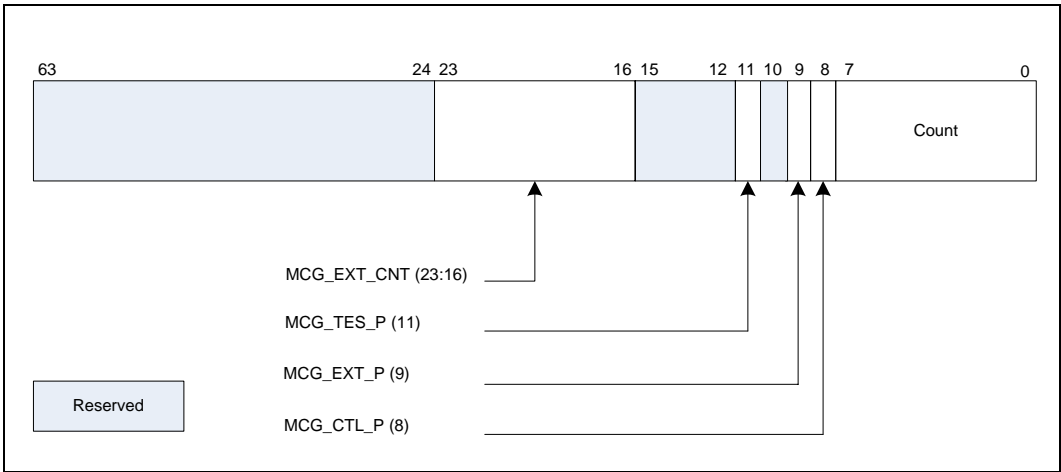 63 24 23 16 15 12 11 10 9 8 7 0
Count
MCG_EXT_CNT (23:16)
MCG_TES_P (11)
MCG_EXT_P (9)
Reserved
MCG_CTL_P (8)